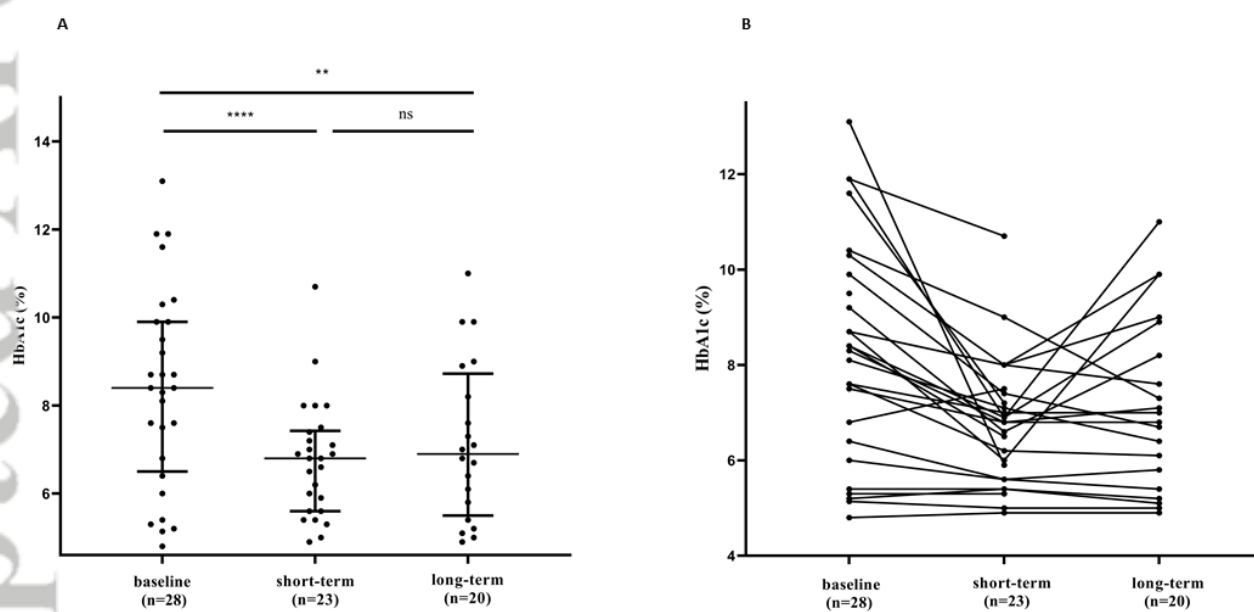 A
B
**
****
ns
14
12
10
8
6
HbA1c (%)
baseline
(n=28)
short-term
(n=23)
long-term
(n=20)
12
10
8
6
4
HbA1c (%)
baseline
(n=28)
short-term
(n=23)
long-term
(n=20)